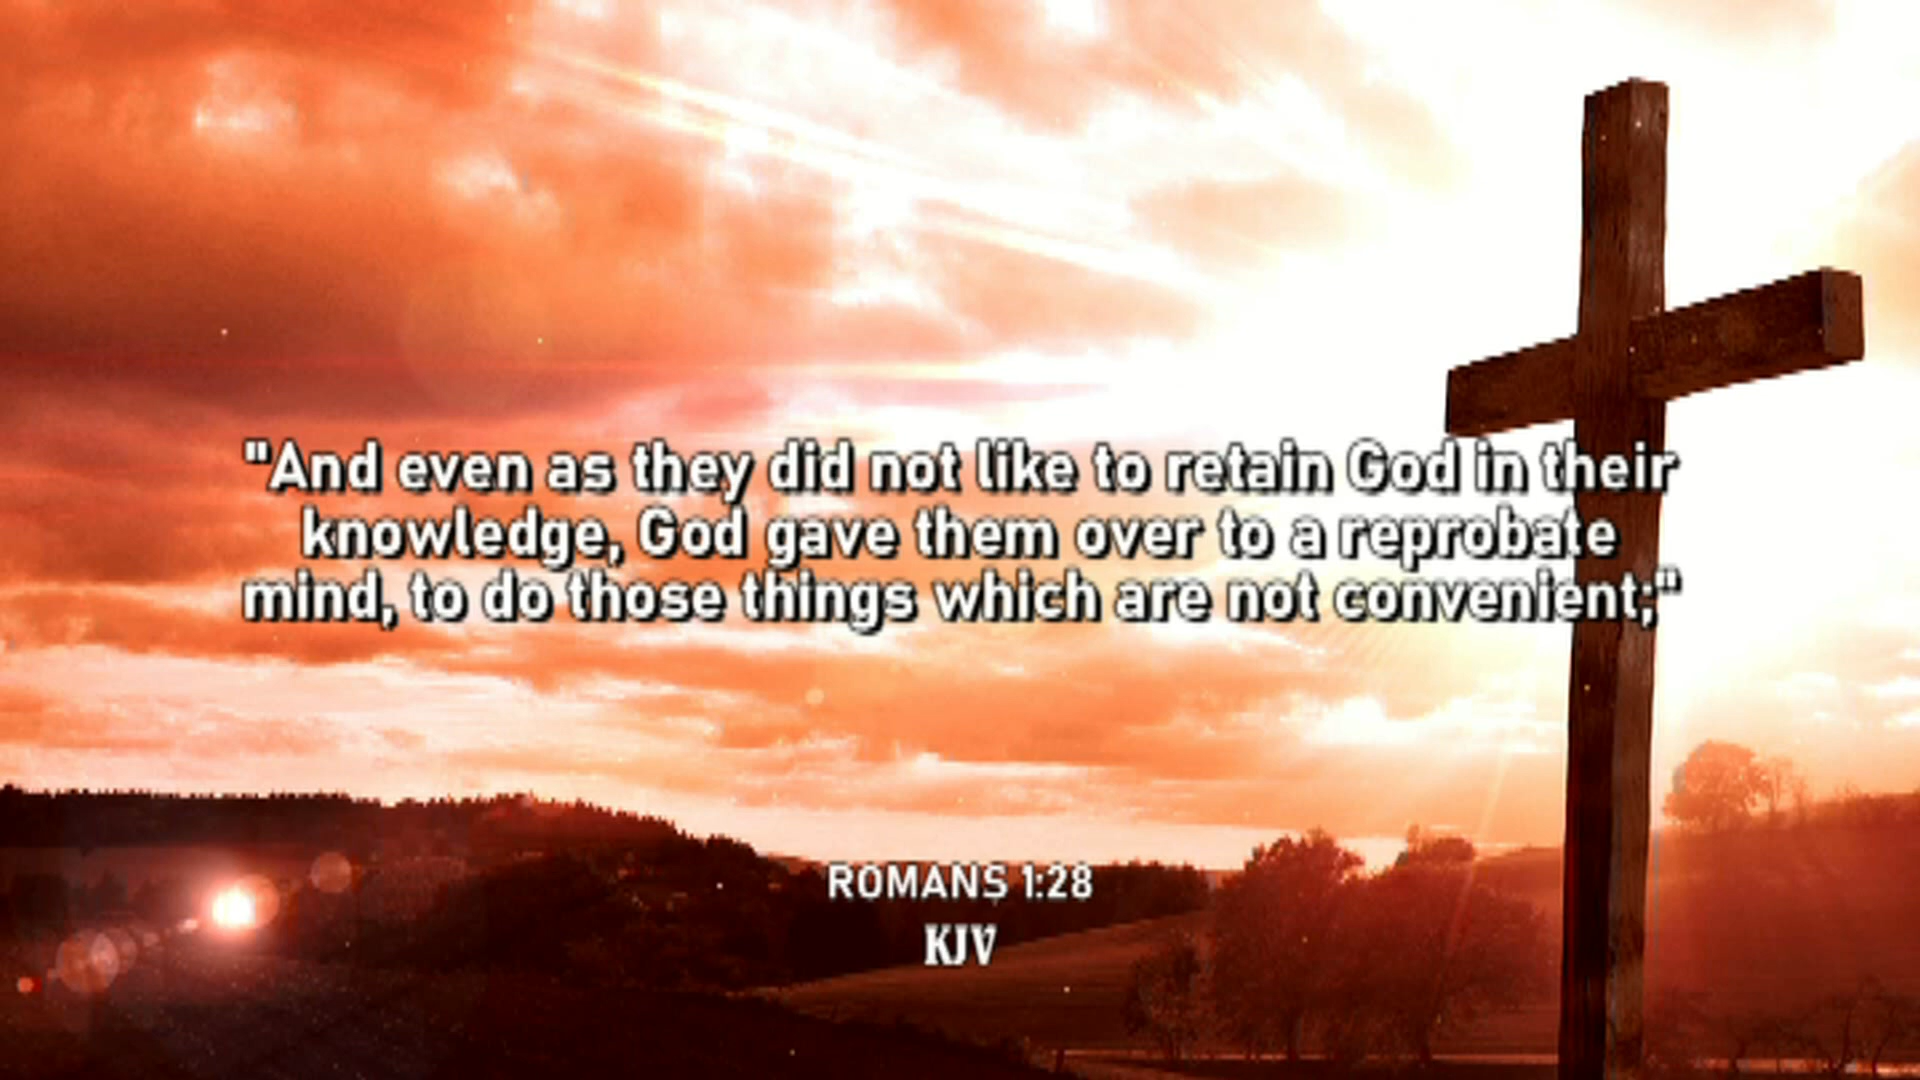 "And even as they did not like to retain God in their
knowledge, God gave them over to a reprobate
mind, to do those things which are not convenient;"
ROMANS 1:28
KJV